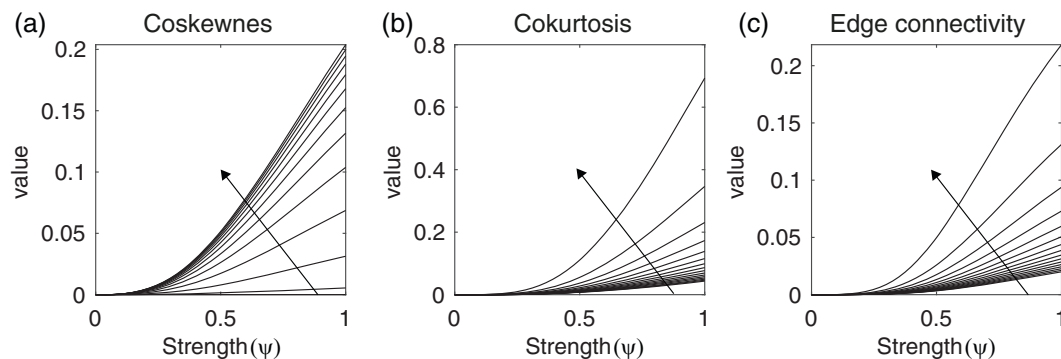 (a) Coskewnes
0.2
0.15
0.1
0.05
0
value
0 0.5 1
Strength(ψ)
(b) Cokurtosis
0.8
0.6
0.4
0.2
0
value
0 0.5 1
Strength(ψ)
(c) Edge connectivity
0.2
0.15
0.1
0.05
0
value
0 0.5 1
Strength(ψ)